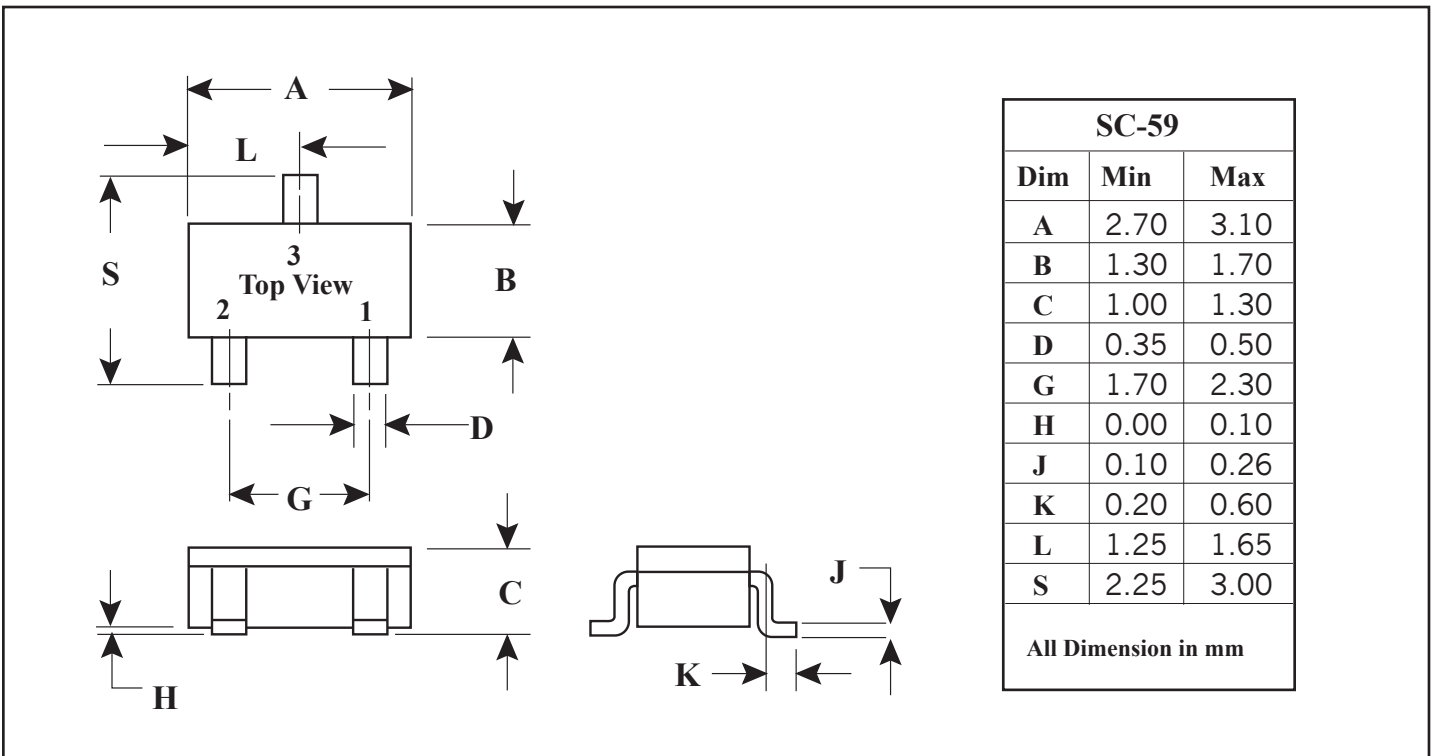 A
L
S
3
Top View
B
2 1
D
G
C
H
J
K
SC-59
Dim Min Max
A 2.70 3.10
B 1.30 1.70
C 1.00 1.30
D 0.35 0.50
G 1.70 2.30
H 0.00 0.10
J 0.10 0.26
K 0.20 0.60
L 1.25 1.65
S 2.25 3.00
All Dimension in mm